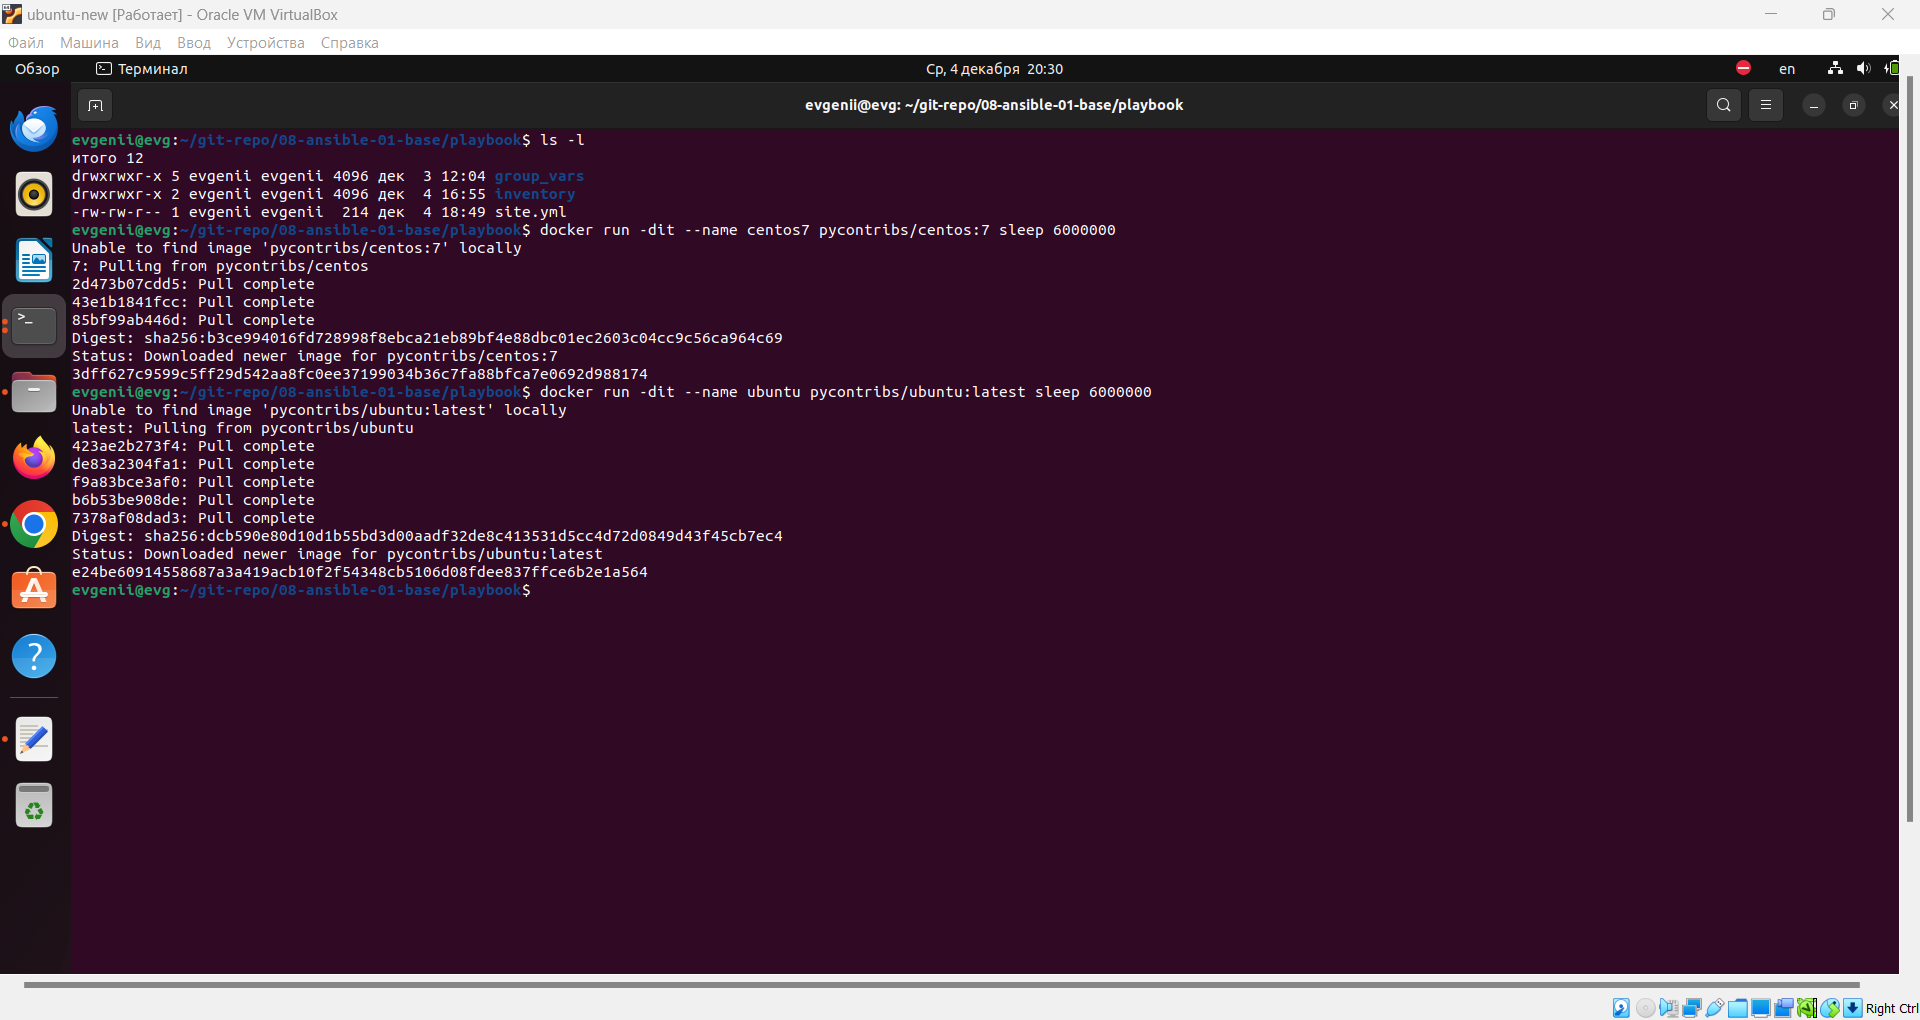 ubuntu-new [Работает] - Oracle VM VirtualBox
Файл Машина Вид Ввод Устройства Справка
Обзор Терминал Ср, 4 декабря 20:30 en
evgenii@evg: ~/git-repo/08-ansible-01-base/playbook
evgenii@evg:~/git-repo/08-ansible-01-base/playbook$ ls -l
итого 12
drwxrwxr-x 5 evgenii evgenii 4096 дек  3 12:04 group_vars
drwxrwxr-x 2 evgenii evgenii 4096 дек  4 16:55 inventory
-rw-rw-r-- 1 evgenii evgenii  214 дек  4 18:49 site.yml
evgenii@evg:~/git-repo/08-ansible-01-base/playbook$ docker run -dit --name centos7 pycontribs/centos:7 sleep 6000000
Unable to find image 'pycontribs/centos:7' locally
7: Pulling from pycontribs/centos
2d473b07cdd5: Pull complete
43e1b1841fcc: Pull complete
85bf99ab446d: Pull complete
Digest: sha256:b3ce994016fd728998f8ebca21eb89bf4e88dbc01ec2603c04cc9c56ca964c69
Status: Downloaded newer image for pycontribs/centos:7
3dff627c9599c5ff29d542aa8fc0ee37199034b36c7fa88bfca7e0692d988174
evgenii@evg:~/git-repo/08-ansible-01-base/playbook$ docker run -dit --name ubuntu pycontribs/ubuntu:latest sleep 6000000
Unable to find image 'pycontribs/ubuntu:latest' locally
latest: Pulling from pycontribs/ubuntu
423ae2b273f4: Pull complete
de83a2304fa1: Pull complete
f9a83bce3af0: Pull complete
b6b53be908de: Pull complete
7378af08dad3: Pull complete
Digest: sha256:dcb590e80d10d1b55bd3d00aadf32de8c413531d5cc4d72d0849d43f45cb7ec4
Status: Downloaded newer image for pycontribs/ubuntu:latest
e24be60914558687a3a419acb10f2f54348cb5106d08fdee837ffce6b2e1a564
evgenii@evg:~/git-repo/08-ansible-01-base/playbook$
Right Ctrl